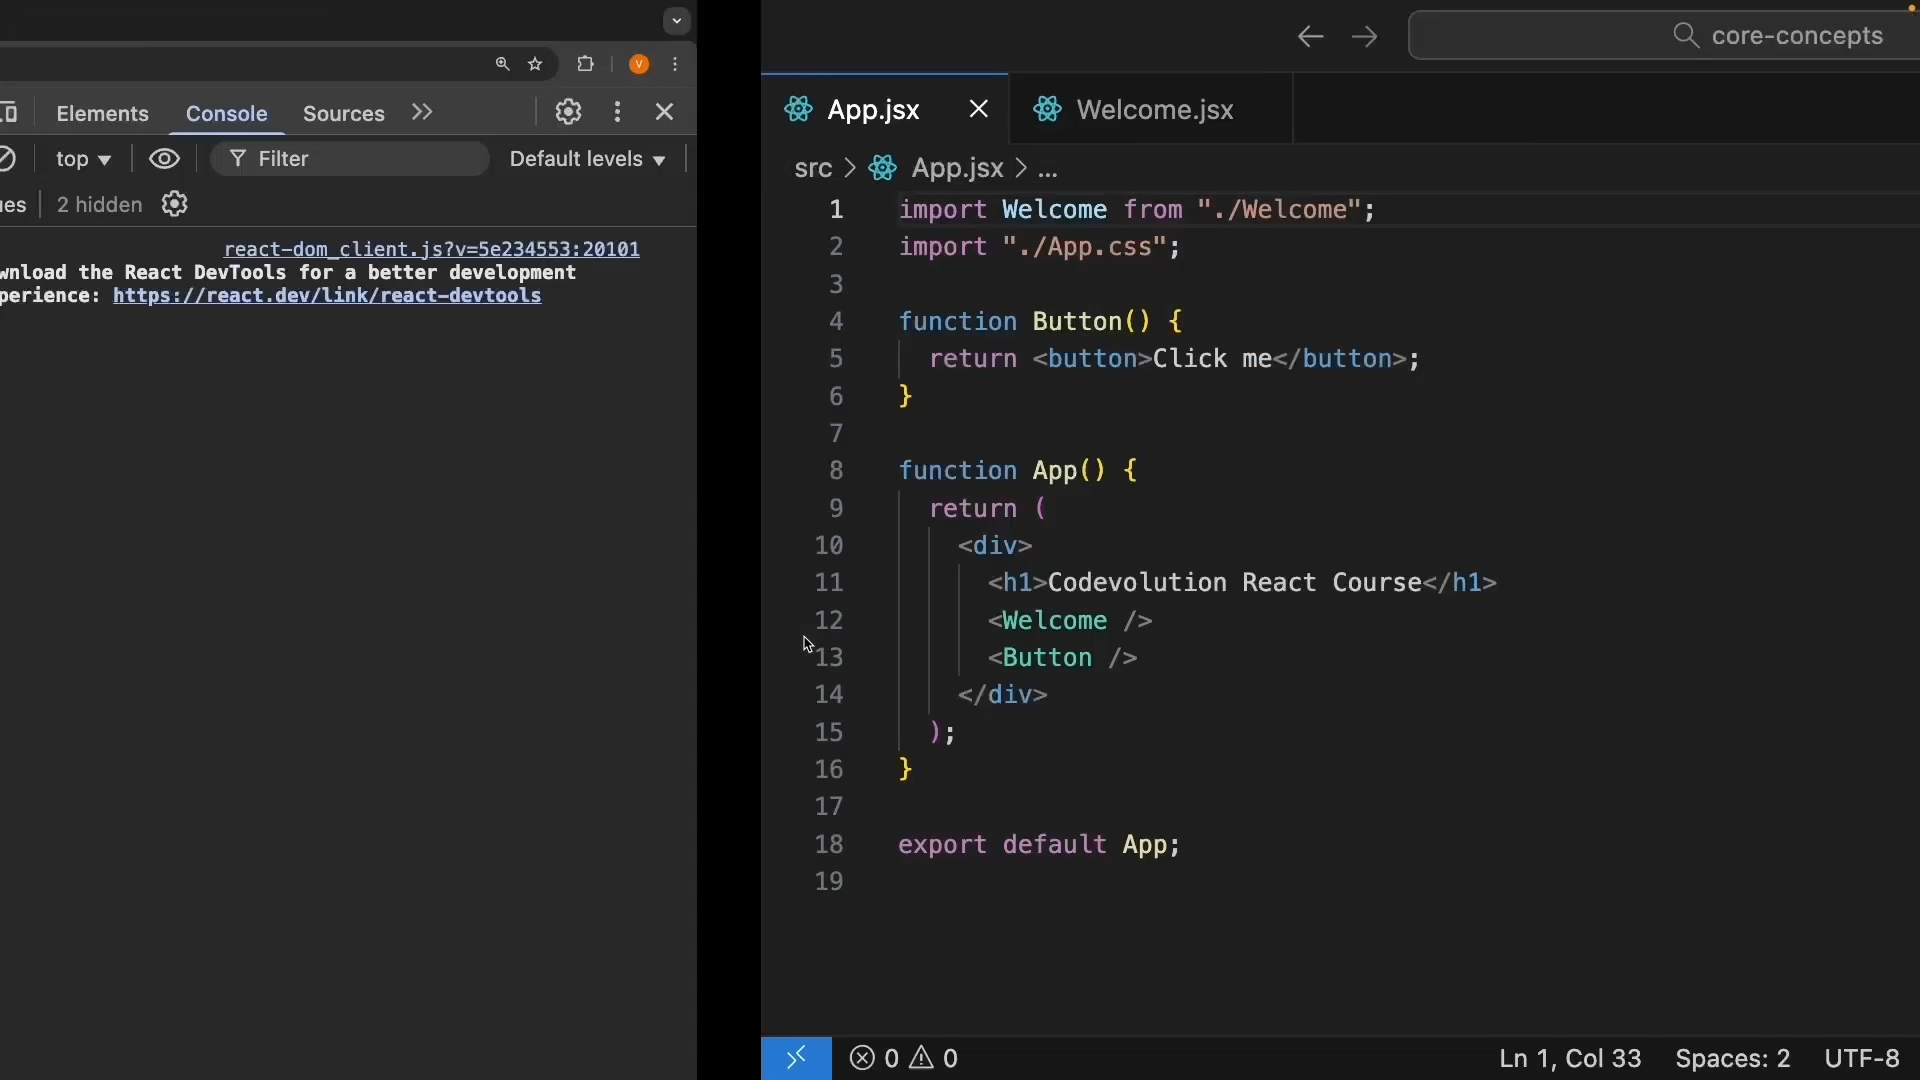 V
Elements Console Sources
top Filter Default levels
ues 2 hidden
react-dom_client.js?v=5e234553:20101
wnload the React DevTools for a better development
perience: https://react.dev/link/react-devtools
core-concepts
App.jsx Welcome.jsx
src > App.jsx > ...
1 import Welcome from "./Welcome";
2 import "./App.css";
3
4 function Button() {
5 return <button>Click me</button>;
6 }
7
8 function App() {
9 return (
10 <div>
11 <h1>Codevolution React Course</h1>
12 <Welcome />
13 <Button />
14 </div>
15 );
16 }
17
18 export default App;
19
0 0 Ln 1, Col 33 Spaces: 2 UTF-8